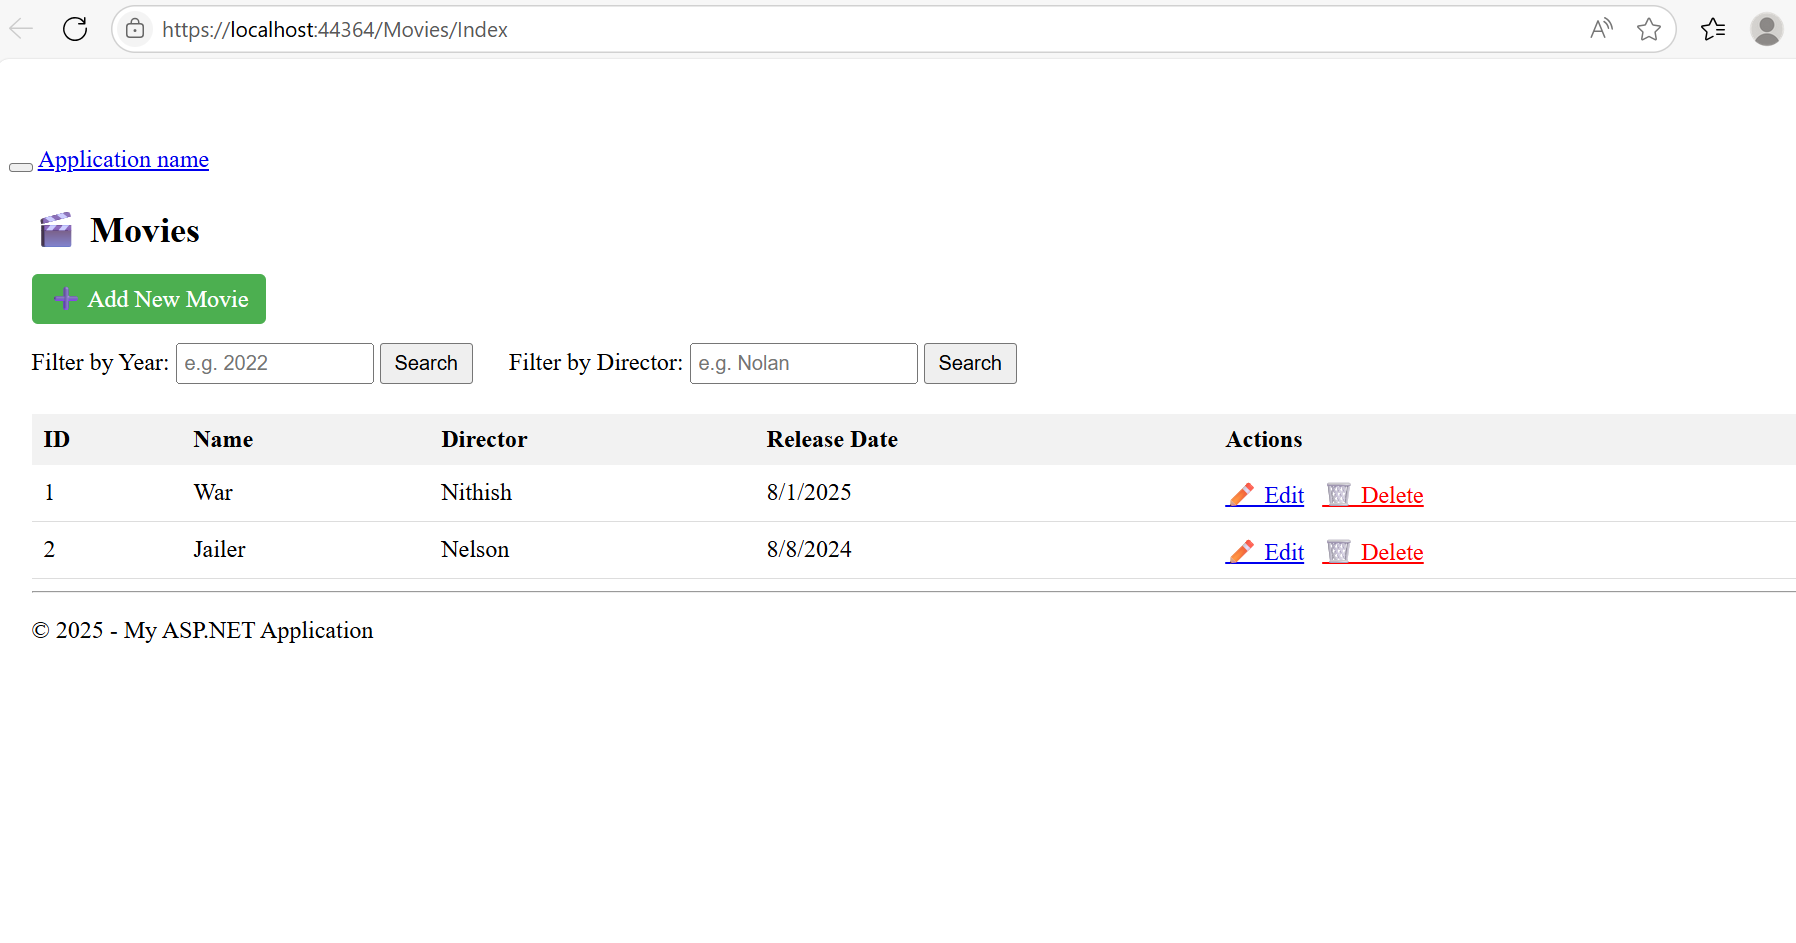 https://localhost:44364/Movies/Index
Application name
Movies
Add New Movie
Filter by Year: e.g. 2022 Search Filter by Director: e.g. Nolan Search
ID Name Director Release Date Actions
1 War Nithish 8/1/2025 Edit Delete
2 Jailer Nelson 8/8/2024 Edit Delete
© 2025 - My ASP.NET Application